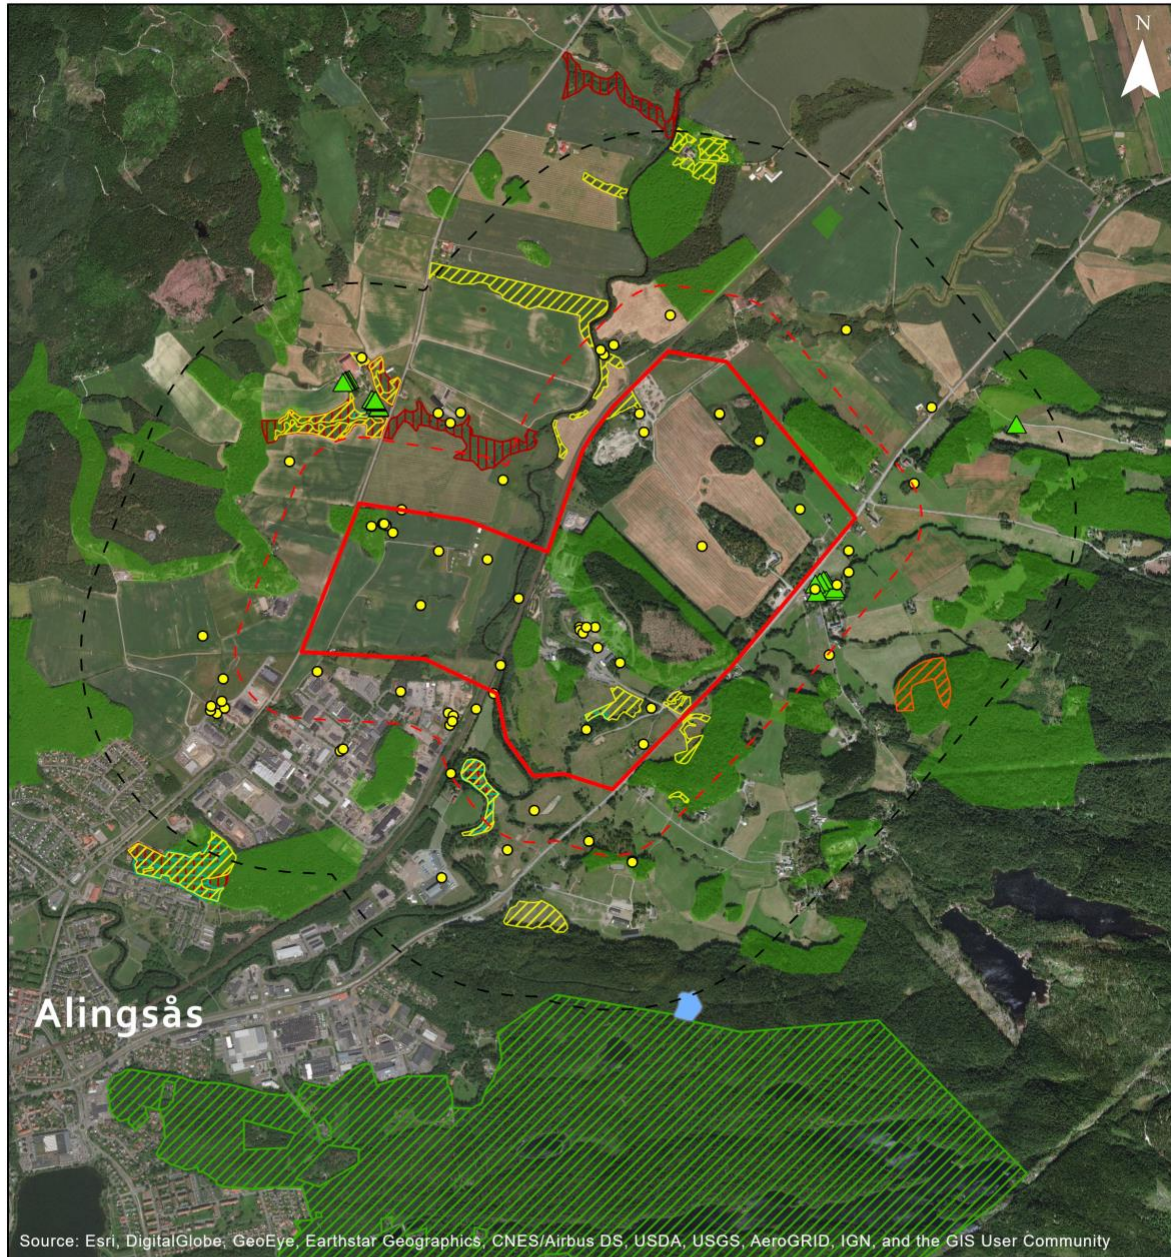 N
Alingsås
Source: Esri, DigitalGlobe, GeoEye, Earthstar Geographics, CNES/Airbus DS, USDA, USGS, AeroGRID, IGN, and the GIS User Community